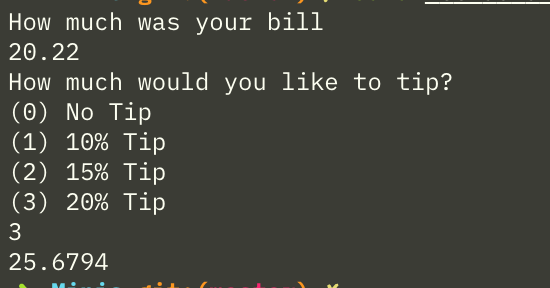 How much was your bill
20.22
How much would you like to tip?
(0) No Tip
(1) 10% Tip
(2) 15% Tip
(3) 20% Tip
3
25.6794